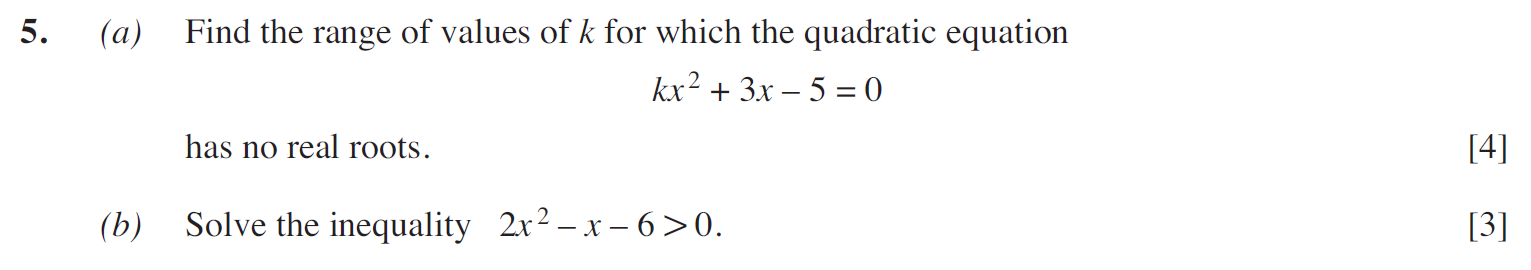 5. (a) Find the range of values of k for which the quadratic equation
kx² + 3x – 5 = 0
has no real roots. [4]
(b) Solve the inequality 2x² – x – 6 > 0. [3]